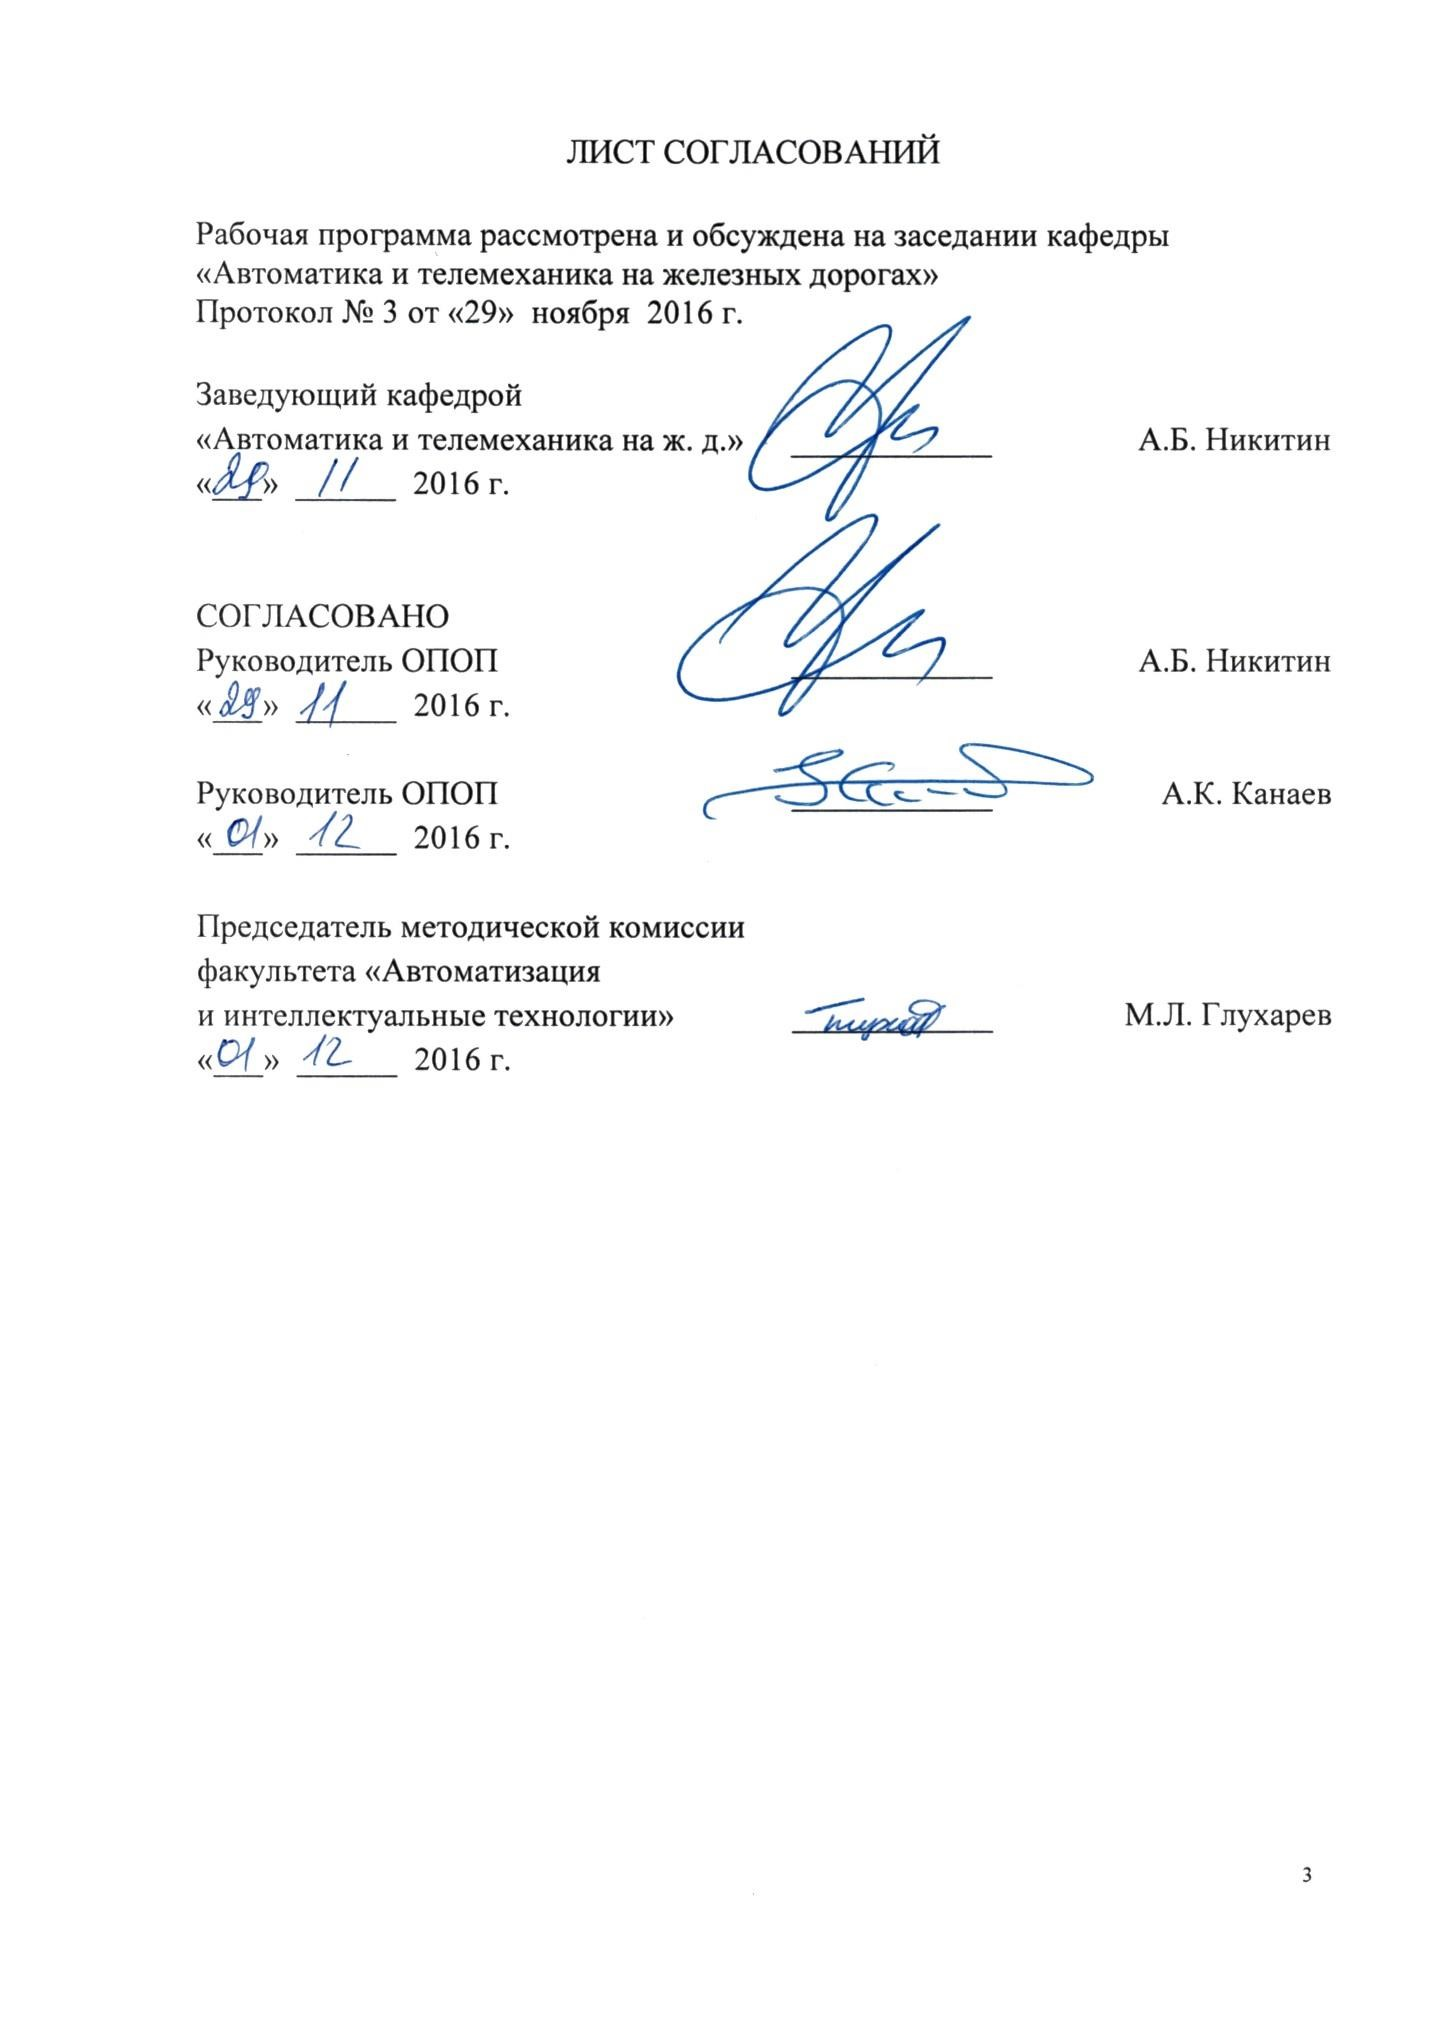 ЛИСТ СОГЛАСОВАНИЙ
Рабочая программа рассмотрена и обсуждена на заседании кафедры
«Автоматика и телемеханика на железных дорогах»
Протокол № 3 от «29» ноября 2016 г.
Заведующий кафедрой
«Автоматика и телемеханика на ж. д.» А.Б. Никитин
«29» 11 2016 г.
СОГЛАСОВАНО
Руководитель ОПОП А.Б. Никитин
«29» 11 2016 г.
Руководитель ОПОП А.К. Канаев
«01» 12 2016 г.
Председатель методической комиссии
факультета «Автоматизация
и интеллектуальные технологии» М.Л. Глухарев
«01» 12 2016 г.
3